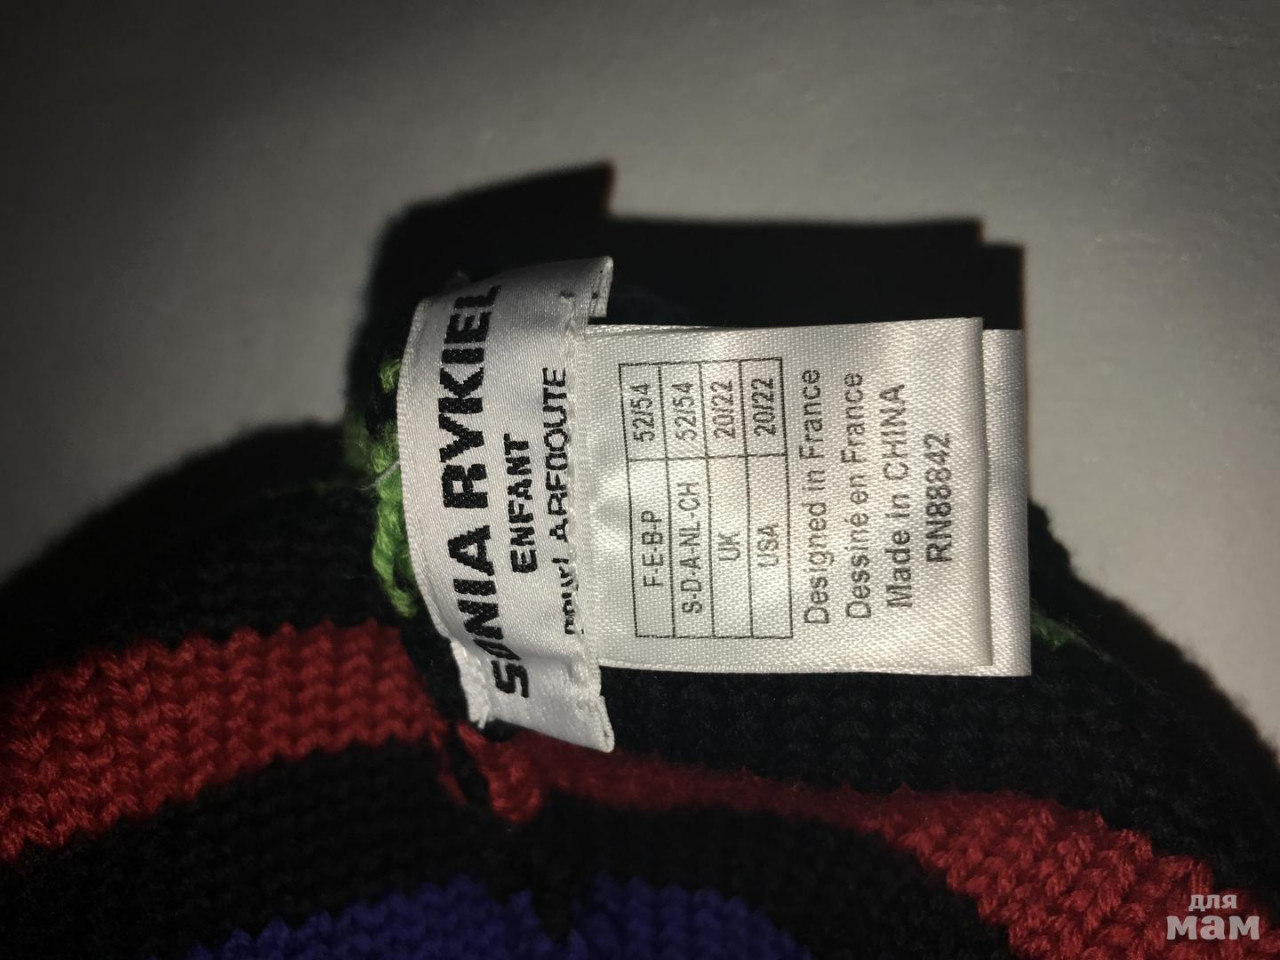 SONIA RYKIEL
ENFANT
F-E-B-P 52/54
S-D-A-NL-CH 52/54
UK 20/22
USA 20/22
Designed in France
Dessiné en France
Made in CHINA
RN88842
для
мам